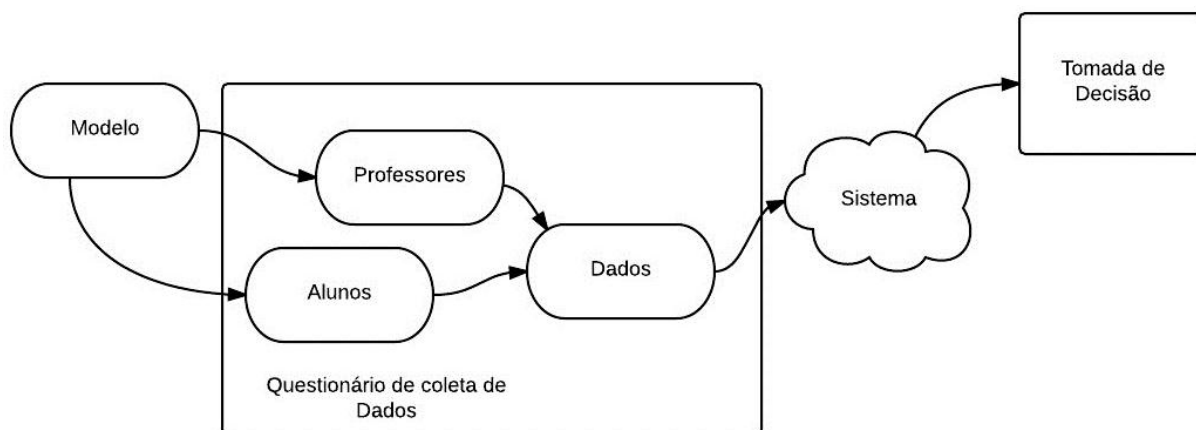 Modelo
Professores
Alunos
Dados
Questionário de coleta de
Dados
Sistema
Tomada de
Decisão